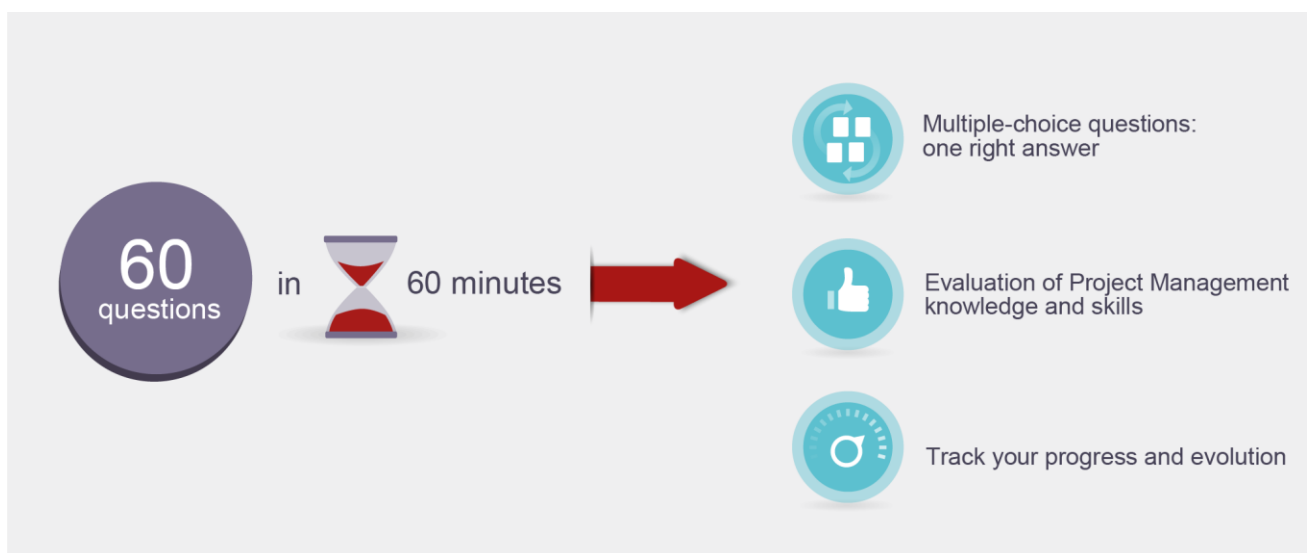 60
questions
in
60 minutes
Multiple-choice questions:
one right answer
Evaluation of Project Management
knowledge and skills
Track your progress and evolution